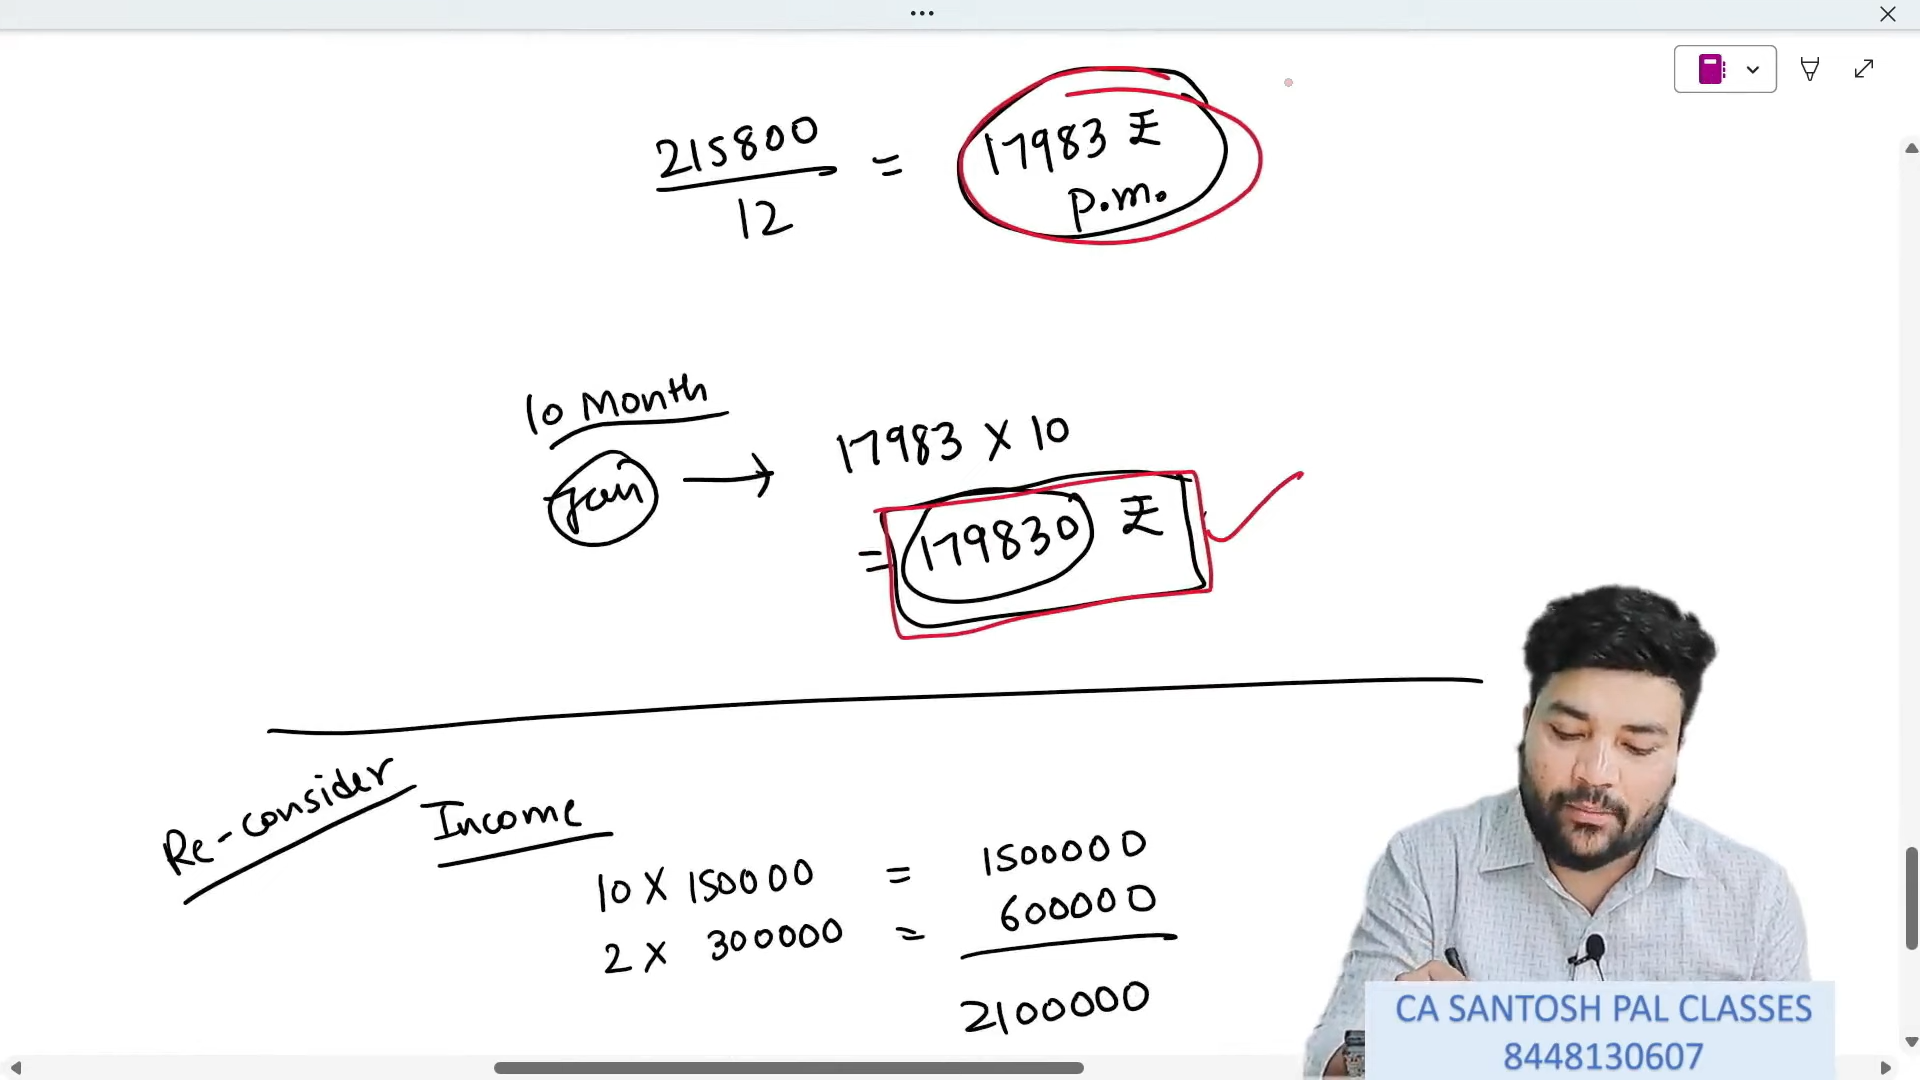 215800
12
=
17983 ₹
p.m.
10 Month
Jan → 17983 X 10
= 179830 ₹
Re-consider
Income
10 X 150000 = 1500000
2 X 300000 = 600000
2100000
CA SANTOSH PAL CLASSES
8448130607